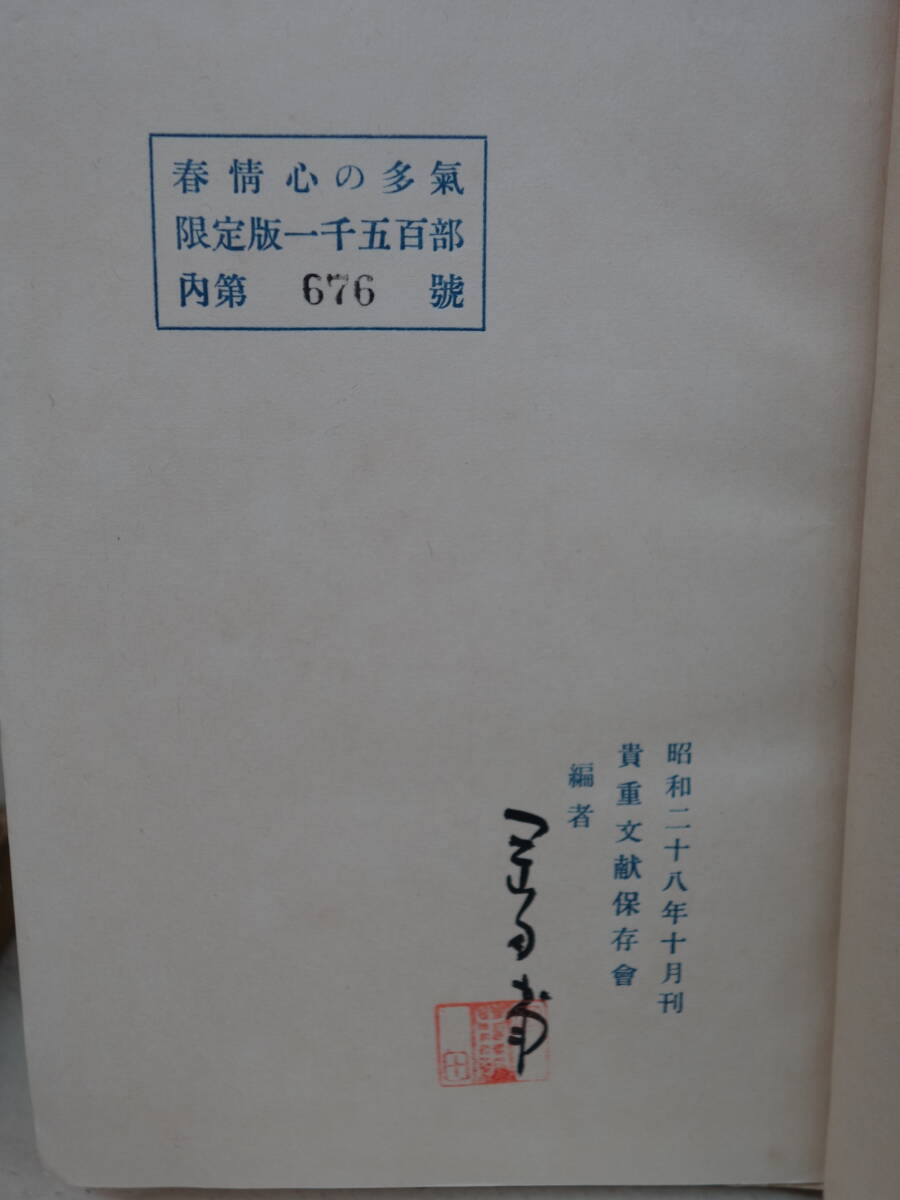 春情心の多氣
限定版一千五百部
內第 676 號
昭和二十八年十月刊
貴重文献保存會
編者